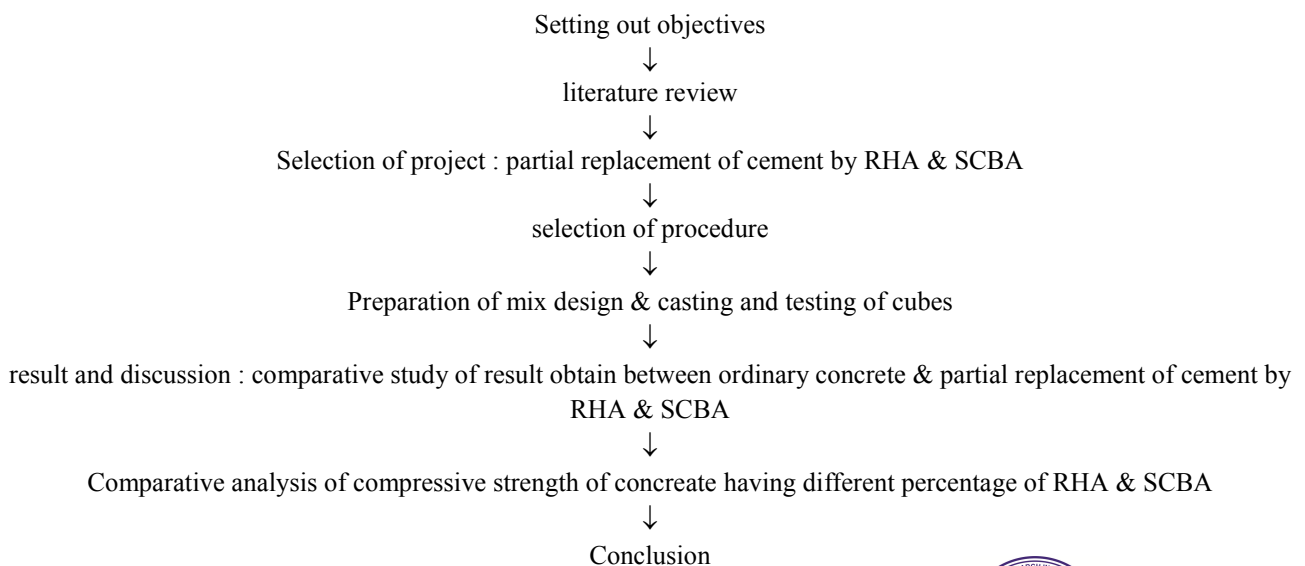 Setting out objectives
↓
literature review
↓
Selection of project : partial replacement of cement by RHA & SCBA
↓
selection of procedure
↓
Preparation of mix design & casting and testing of cubes
↓
result and discussion : comparative study of result obtain between ordinary concrete & partial replacement of cement by
RHA & SCBA
↓
Comparative analysis of compressive strength of concreate having different percentage of RHA & SCBA
↓
Conclusion